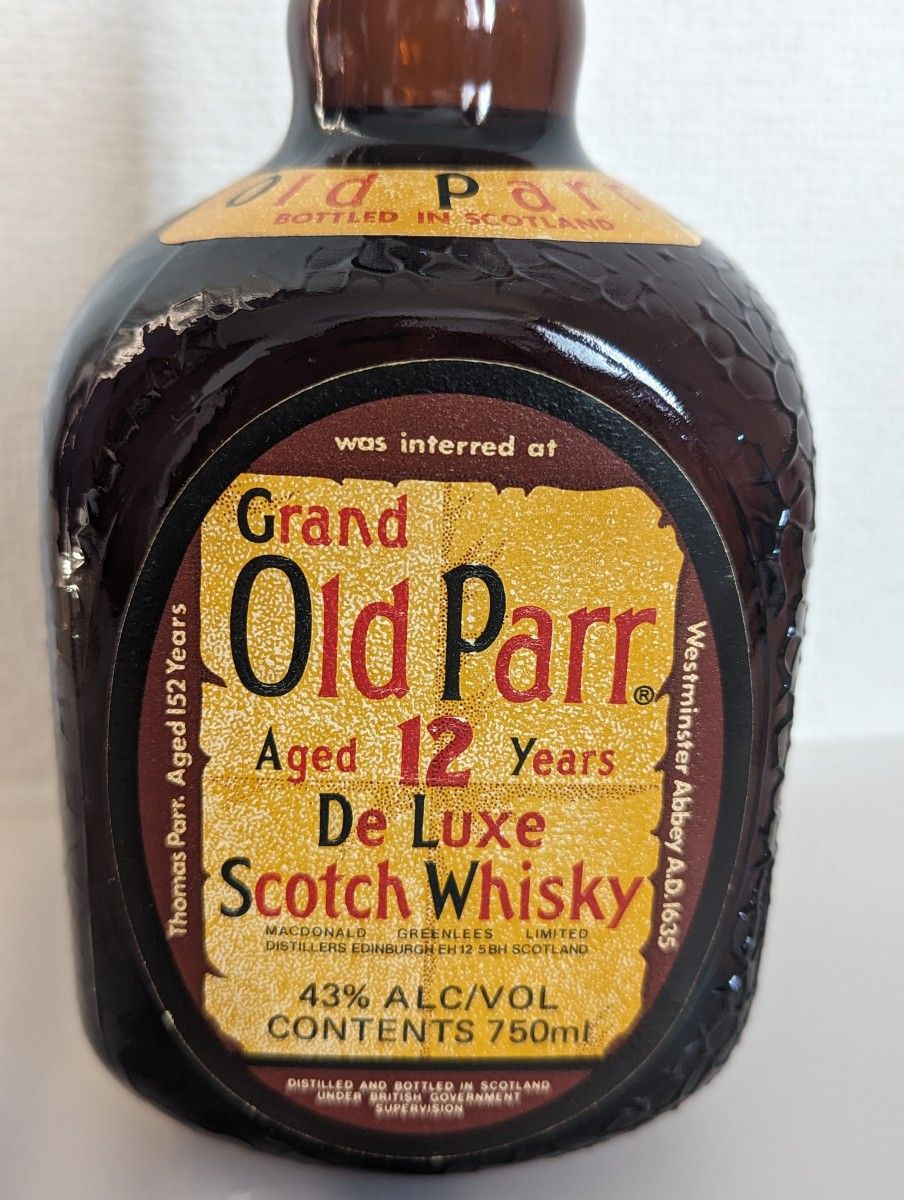 Old Parr
BOTTLED IN SCOTLAND
was interred at
Grand
Old Parr®
Aged 12 Years
De Luxe
Scotch Whisky
MACDONALD GREENLEES LIMITED
DISTILLERS EDINBURGH EH12 5BH SCOTLAND
43% ALC/VOL
CONTENTS 750ml
Thomas Parr. Aged 152 Years
Westminster Abbey A.D. 1635
DISTILLED AND BOTTLED IN SCOTLAND
UNDER BRITISH GOVERNMENT
SUPERVISION